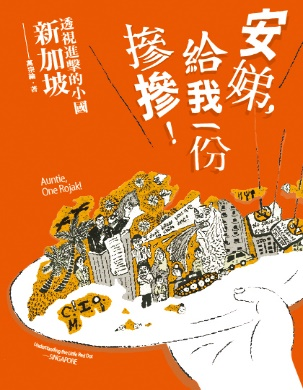 安娣,
給我一份
摻摻!
透視進擊的小國
新加坡
Auntie,
One Rojak!
Understanding the Little Red Dot
—SINGAPORE